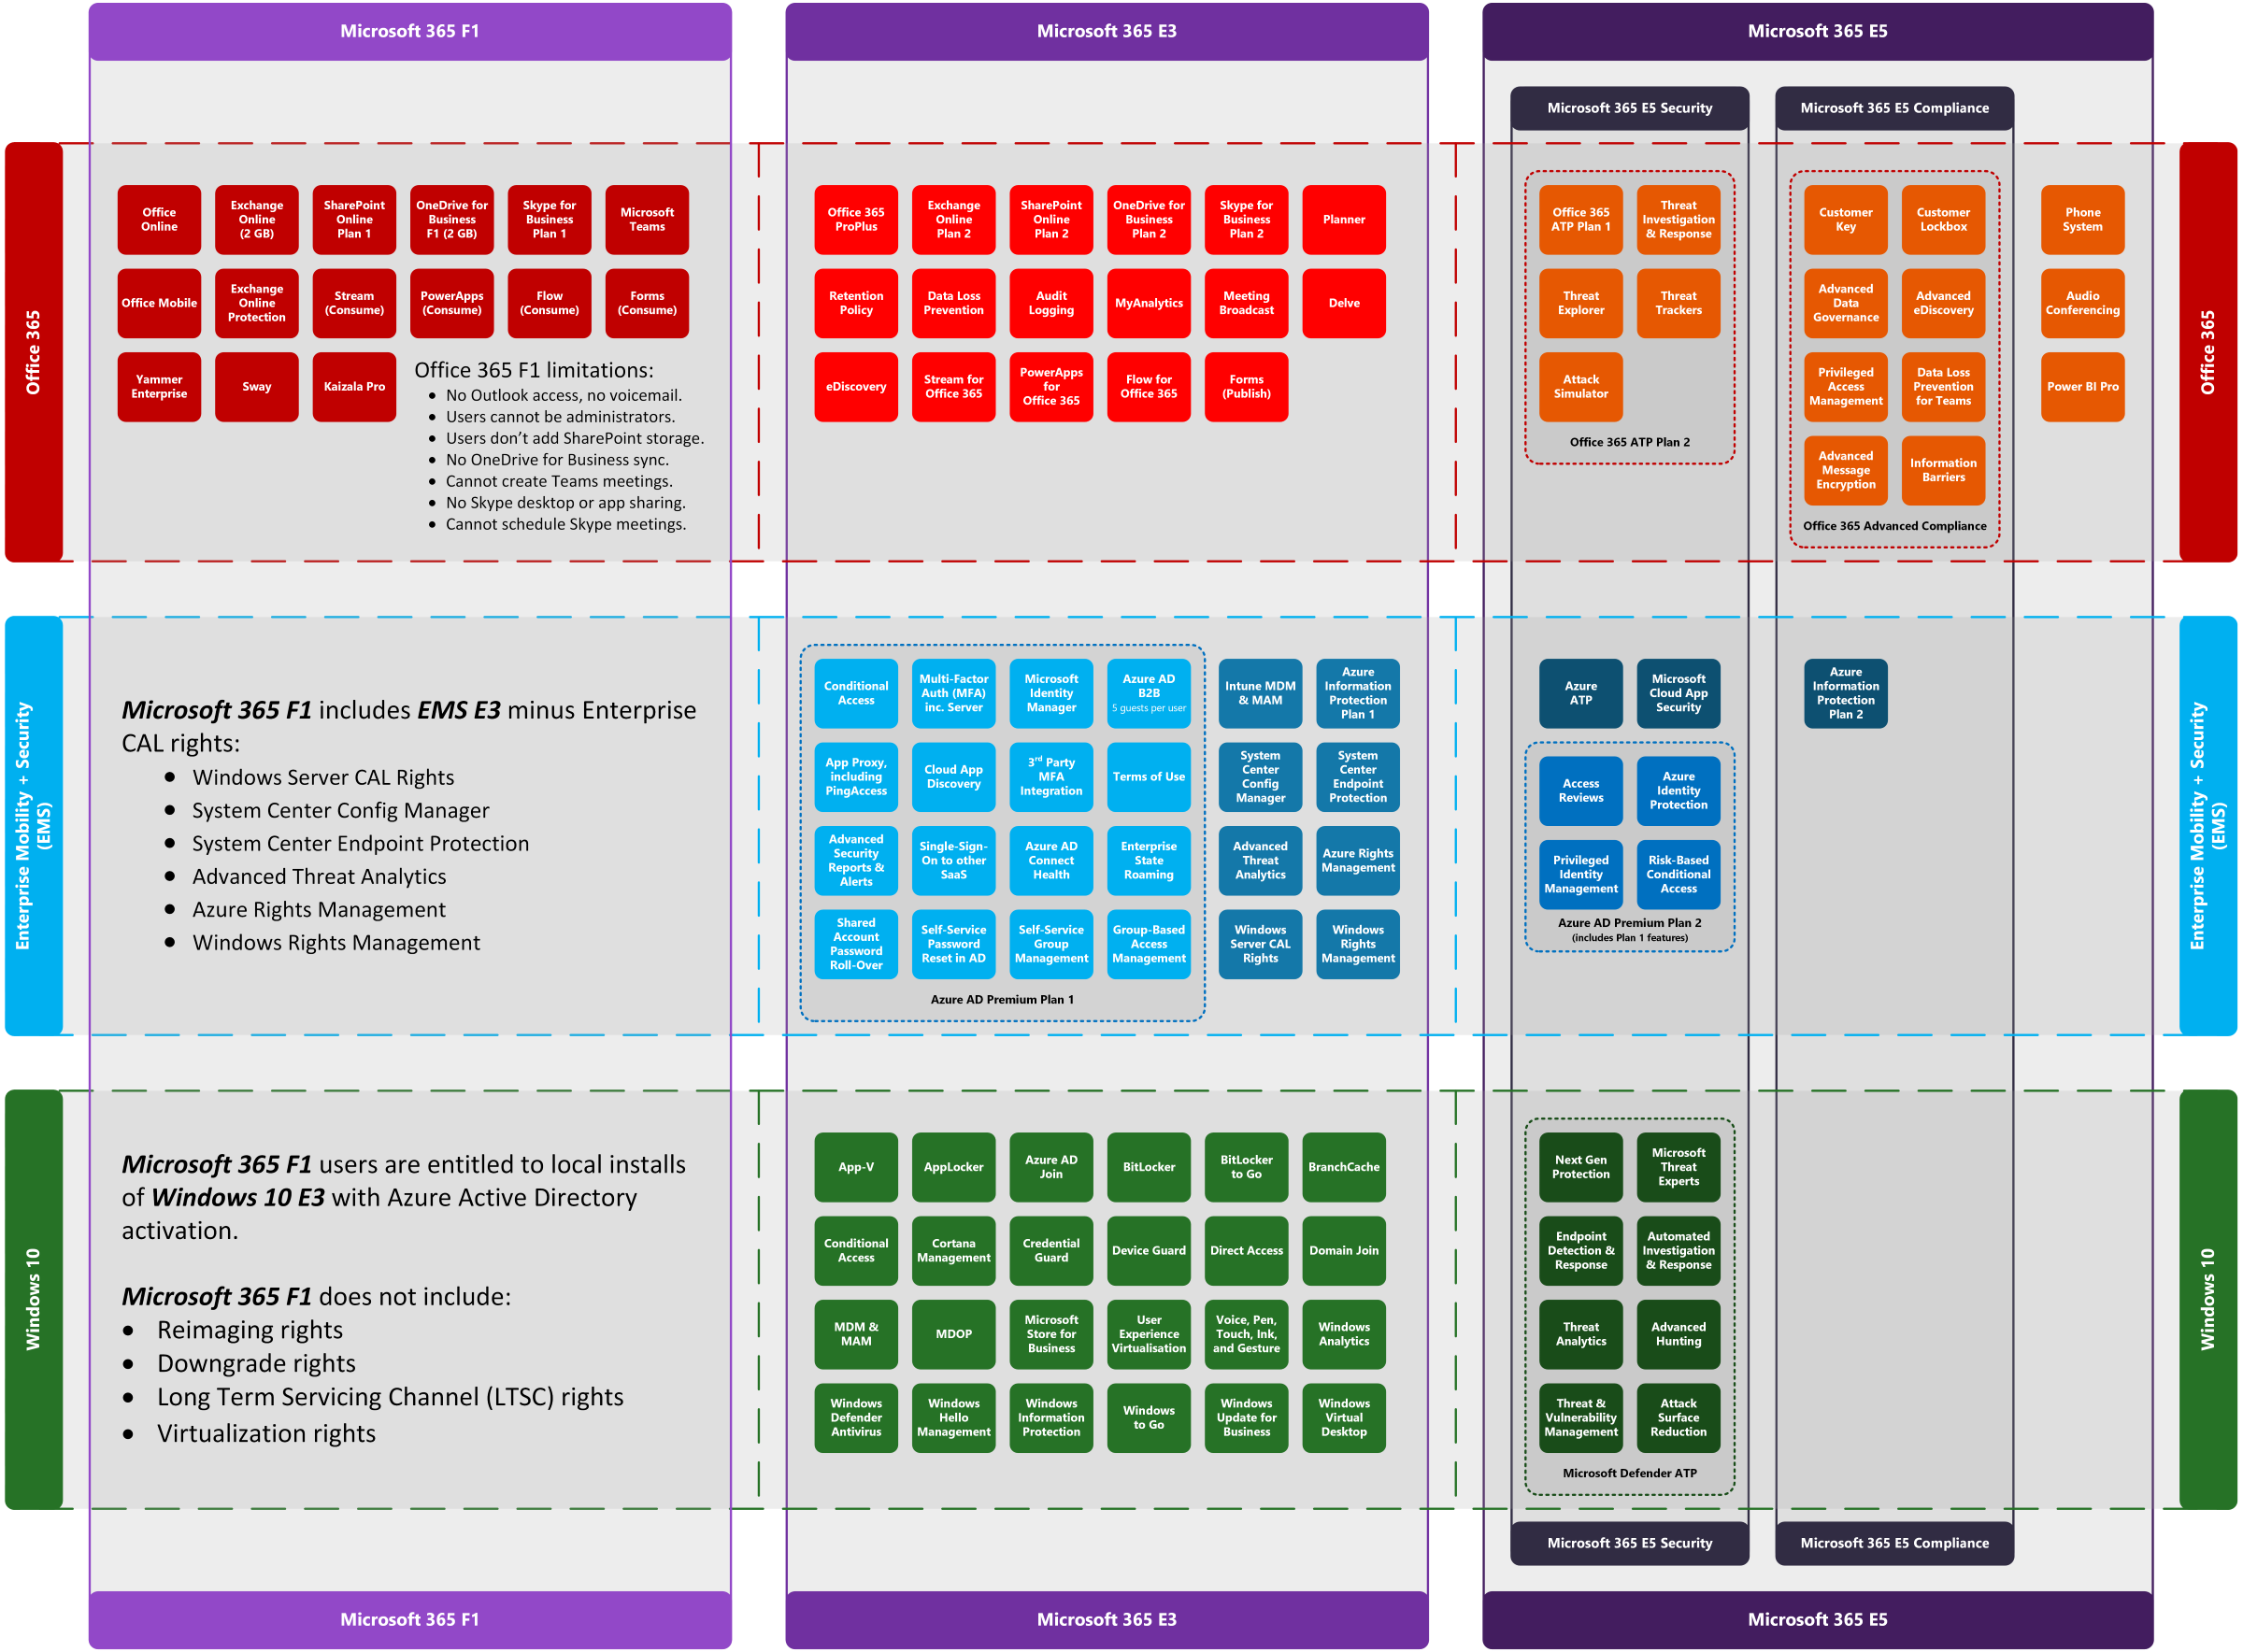 Microsoft 365 F1
Microsoft 365 E3
Microsoft 365 E5
Microsoft 365 E5 Security
Microsoft 365 E5 Compliance
Office 365
Office
Online
Exchange
Online
(2 GB)
SharePoint
Online
Plan 1
OneDrive for
Business
F1 (2 GB)
Skype for
Business
Plan 1
Microsoft
Teams
Office Mobile
Exchange
Online
Protection
Stream
(Consume)
PowerApps
(Consume)
Flow
(Consume)
Forms
(Consume)
Yammer
Enterprise
Sway
Kaizala Pro
Office 365 F1 limitations:
• No Outlook access, no voicemail.
• Users cannot be administrators.
• Users don’t add SharePoint storage.
• No OneDrive for Business sync.
• Cannot create Teams meetings.
• No Skype desktop or app sharing.
• Cannot schedule Skype meetings.
Office 365
ProPlus
Exchange
Online
Plan 2
SharePoint
Online
Plan 2
OneDrive for
Business
Plan 2
Skype for
Business
Plan 2
Planner
Retention
Policy
Data Loss
Prevention
Audit
Logging
MyAnalytics
Meeting
Broadcast
Delve
eDiscovery
Stream for
Office 365
PowerApps
for
Office 365
Flow for
Office 365
Forms
(Publish)
Office 365
ATP Plan 1
Threat
Investigation
& Response
Threat
Explorer
Threat
Trackers
Attack
Simulator
Office 365 ATP Plan 2
Customer
Key
Customer
Lockbox
Advanced
Data
Governance
Advanced
eDiscovery
Privileged
Access
Management
Data Loss
Prevention
for Teams
Advanced
Message
Encryption
Information
Barriers
Office 365 Advanced Compliance
Phone
System
Audio
Conferencing
Power BI Pro
Office 365
Enterprise Mobility + Security
(EMS)
Microsoft 365 F1 includes EMS E3 minus Enterprise
CAL rights:
• Windows Server CAL Rights
• System Center Config Manager
• System Center Endpoint Protection
• Advanced Threat Analytics
• Azure Rights Management
• Windows Rights Management
Conditional
Access
Multi-Factor
Auth (MFA)
inc. Server
Microsoft
Identity
Manager
Azure AD
B2B
5 guests per user
App Proxy,
including
PingAccess
Cloud App
Discovery
3rd Party
MFA
Integration
Terms of Use
Advanced
Security
Reports &
Alerts
Single-Sign-
On to other
SaaS
Azure AD
Connect
Health
Enterprise
State
Roaming
Shared
Account
Password
Roll-Over
Self-Service
Password
Reset in AD
Self-Service
Group
Management
Group-Based
Access
Management
Azure AD Premium Plan 1
Intune MDM
& MAM
Azure
Information
Protection
Plan 1
System
Center
Config
Manager
System
Center
Endpoint
Protection
Advanced
Threat
Analytics
Azure Rights
Management
Windows
Server CAL
Rights
Windows
Rights
Management
Azure
ATP
Microsoft
Cloud App
Security
Access
Reviews
Azure
Identity
Protection
Privileged
Identity
Management
Risk-Based
Conditional
Access
Azure AD Premium Plan 2
(includes Plan 1 features)
Azure
Information
Protection
Plan 2
Enterprise Mobility + Security
(EMS)
Windows 10
Microsoft 365 F1 users are entitled to local installs
of Windows 10 E3 with Azure Active Directory
activation.
Microsoft 365 F1 does not include:
• Reimaging rights
• Downgrade rights
• Long Term Servicing Channel (LTSC) rights
• Virtualization rights
App-V
AppLocker
Azure AD
Join
BitLocker
BitLocker
to Go
BranchCache
Conditional
Access
Cortana
Management
Credential
Guard
Device Guard
Direct Access
Domain Join
MDM &
MAM
MDOP
Microsoft
Store for
Business
User
Experience
Virtualisation
Voice, Pen,
Touch, Ink,
and Gesture
Windows
Analytics
Windows
Defender
Antivirus
Windows
Hello
Management
Windows
Information
Protection
Windows
to Go
Windows
Update for
Business
Windows
Virtual
Desktop
Next Gen
Protection
Microsoft
Threat
Experts
Endpoint
Detection &
Response
Automated
Investigation
& Response
Threat
Analytics
Advanced
Hunting
Threat &
Vulnerability
Management
Attack
Surface
Reduction
Microsoft Defender ATP
Windows 10
Microsoft 365 E5 Security
Microsoft 365 E5 Compliance
Microsoft 365 F1
Microsoft 365 E3
Microsoft 365 E5